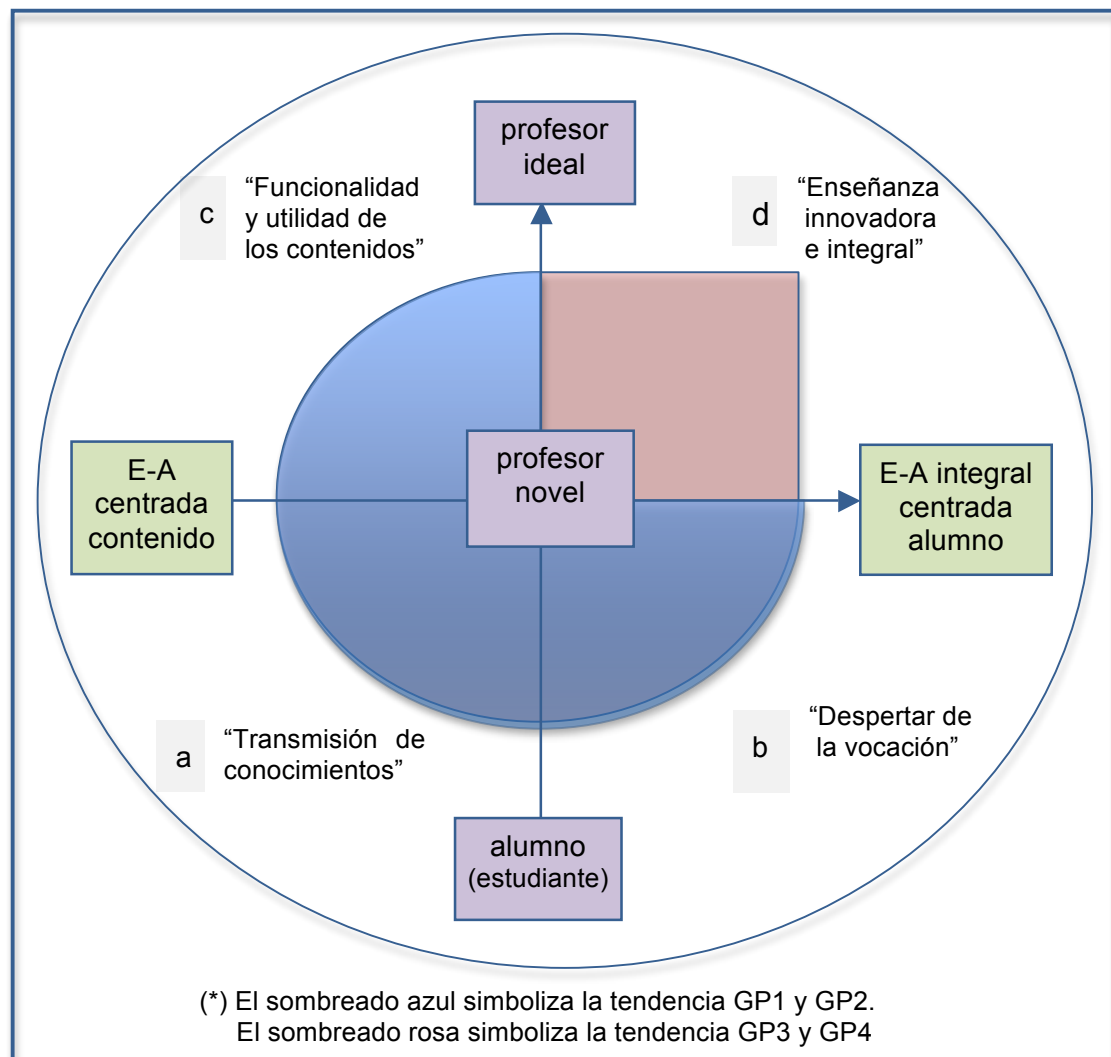 profesor
ideal
c
“Funcionalidad
y utilidad de
los contenidos”
d
“Enseñanza
innovadora
e integral”
E-A
centrada
contenido
profesor
novel
E-A integral
centrada
alumno
a
“Transmisión de
conocimientos”
b
“Despertar de
la vocación”
alumno
(estudiante)
(*) El sombreado azul simboliza la tendencia GP1 y GP2.
El sombreado rosa simboliza la tendencia GP3 y GP4